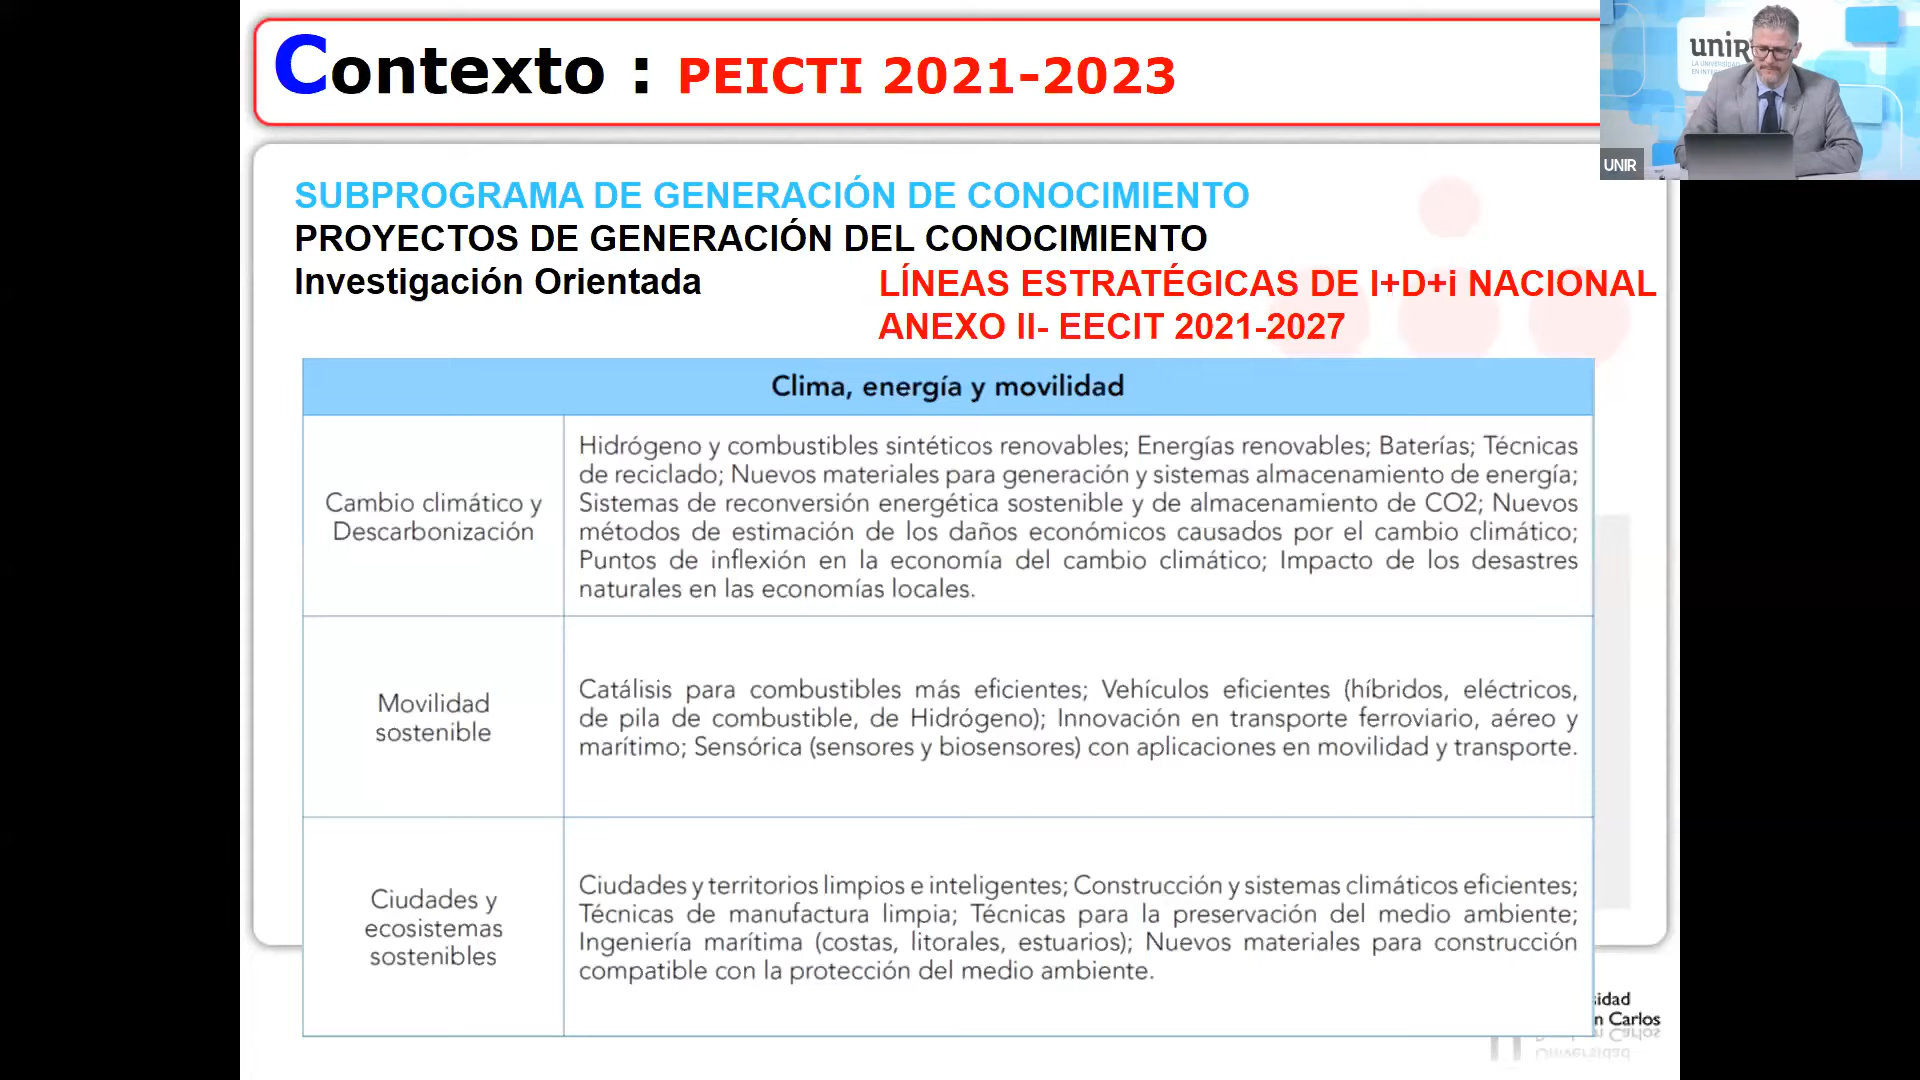 Contexto : PEICTI 2021-2023
unir
LA UNIVERSIDAD
EN INTER
UNIR
SUBPROGRAMA DE GENERACIÓN DE CONOCIMIENTO
PROYECTOS DE GENERACIÓN DEL CONOCIMIENTO
Investigación Orientada
LÍNEAS ESTRATÉGICAS DE I+D+i NACIONAL
ANEXO II- EECIT 2021-2027
Clima, energía y movilidad
Cambio climático y
Descarbonización
Hidrógeno y combustibles sintéticos renovables; Energías renovables; Baterías; Técnicas
de reciclado; Nuevos materiales para generación y sistemas almacenamiento de energía;
Sistemas de reconversión energética sostenible y de almacenamiento de CO2; Nuevos
métodos de estimación de los daños económicos causados por el cambio climático;
Puntos de inflexión en la economía del cambio climático; Impacto de los desastres
naturales en las economías locales.
Movilidad
sostenible
Catálisis para combustibles más eficientes; Vehículos eficientes (híbridos, eléctricos,
de pila de combustible, de Hidrógeno); Innovación en transporte ferroviario, aéreo y
marítimo; Sensórica (sensores y biosensores) con aplicaciones en movilidad y transporte.
Ciudades y
ecosistemas
sostenibles
Ciudades y territorios limpios e inteligentes; Construcción y sistemas climáticos eficientes;
Técnicas de manufactura limpia; Técnicas para la preservación del medio ambiente;
Ingeniería marítima (costas, litorales, estuarios); Nuevos materiales para construcción
compatible con la protección del medio ambiente.
sidad
n Carlos